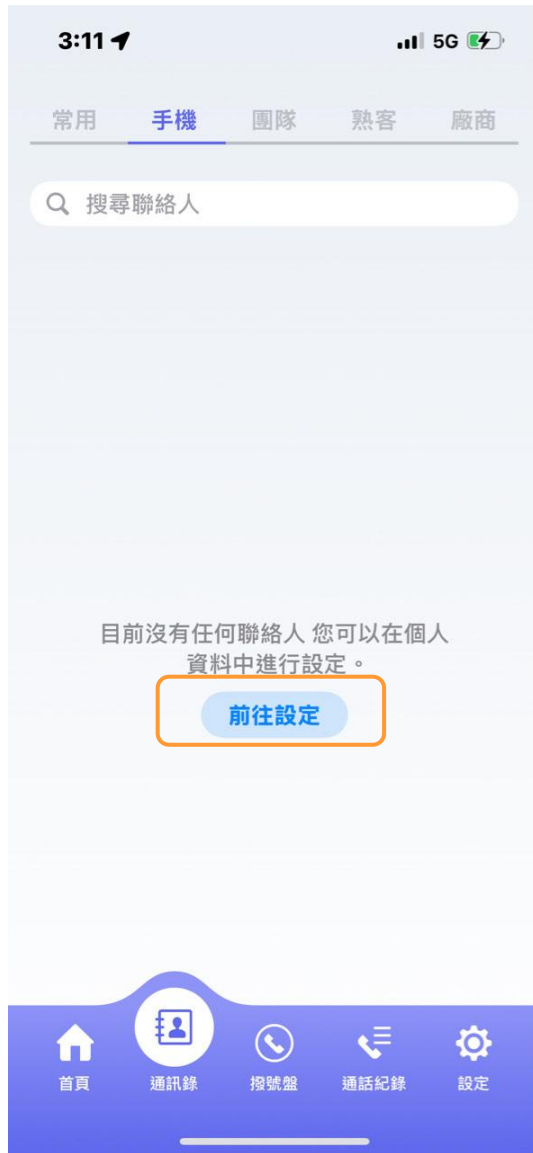 3:11 5G
常用 手機 團隊 熟客 廠商
搜尋聯絡人
目前沒有任何聯絡人 您可以在個人
資料中進行設定。
前往設定
首頁 通訊錄 撥號盤 通話紀錄 設定